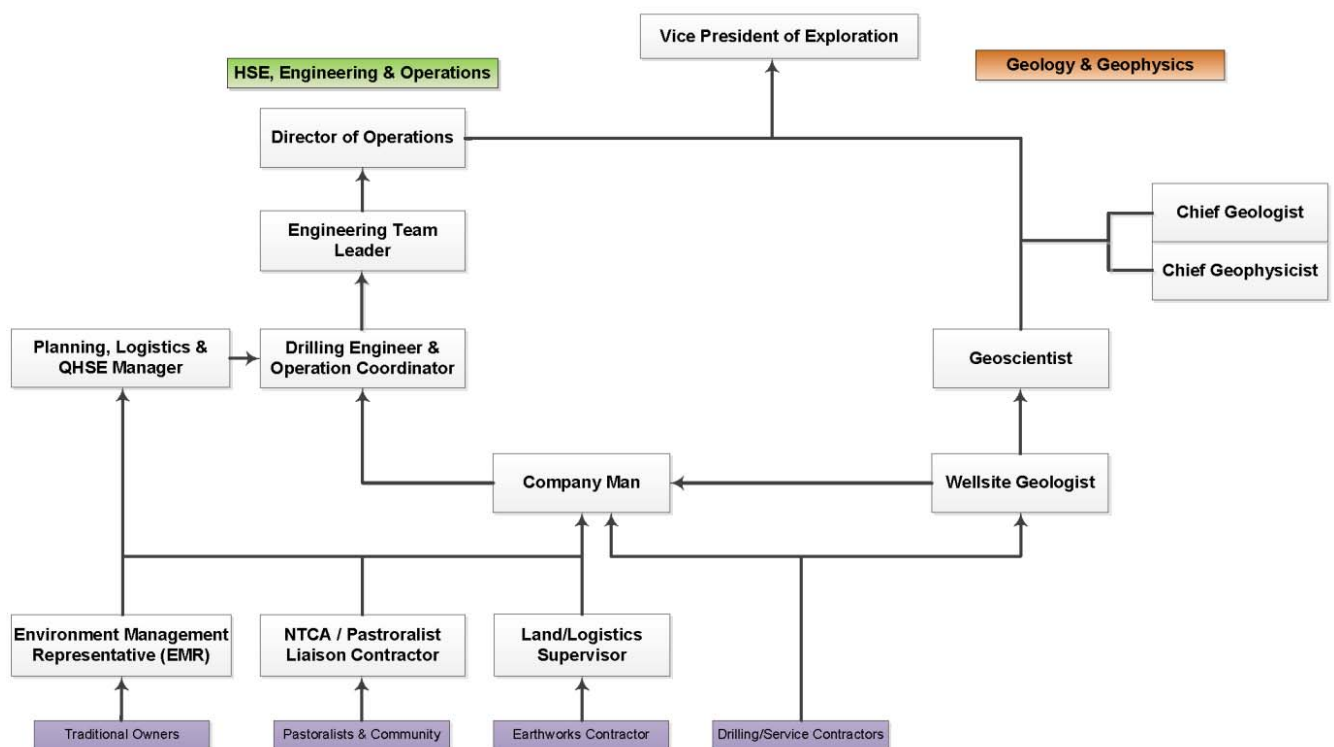 Vice President of Exploration
HSE, Engineering & Operations
Geology & Geophysics
Director of Operations
Engineering Team
Leader
Chief Geologist
Chief Geophysicist
Planning, Logistics &
QHSE Manager
Drilling Engineer &
Operation Coordinator
Geoscientist
Company Man
Wellsite Geologist
Environment Management
Representative (EMR)
NTCA / Pastroralist
Liaison Contractor
Land/Logistics
Supervisor
Traditional Owners
Pastoralists & Community
Earthworks Contractor
Drilling/Service Contractors